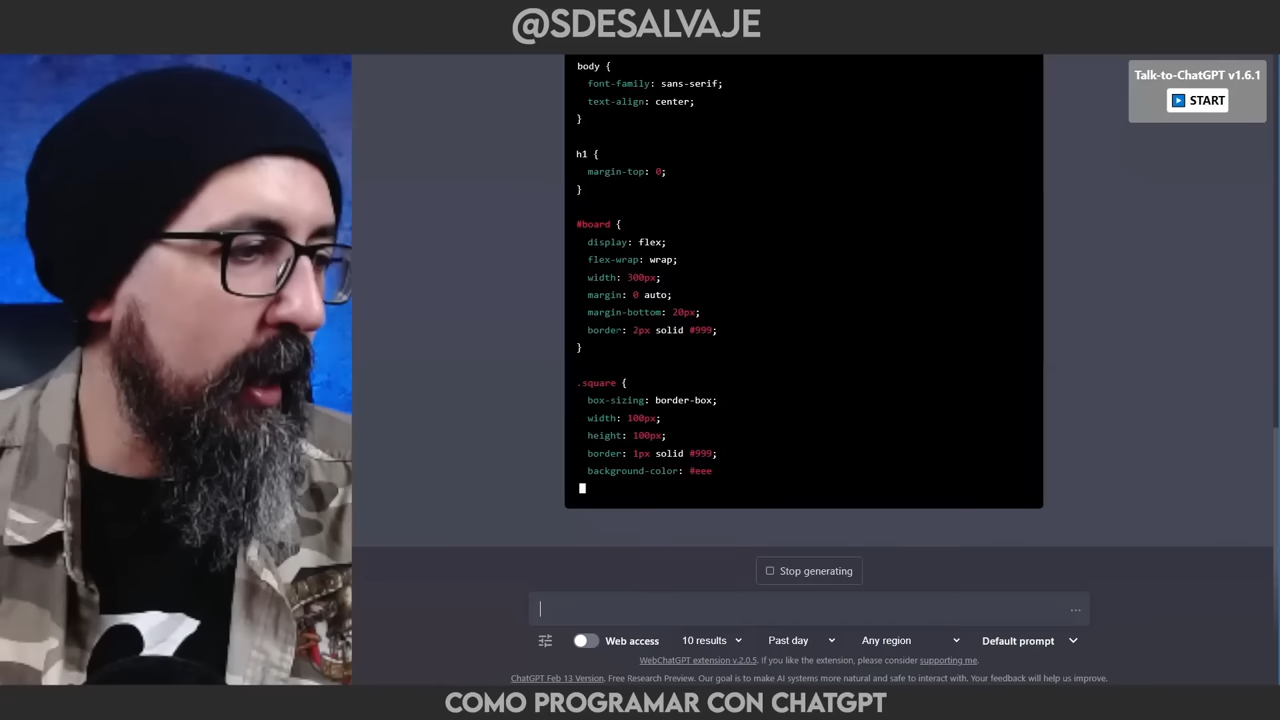 @SDESALVAJE
Talk-to-ChatGPT v1.6.1
START
body {
font-family: sans-serif;
text-align: center;
}
h1 {
margin-top: 0;
}
#board {
display: flex;
flex-wrap: wrap;
width: 300px;
margin: 0 auto;
margin-bottom: 20px;
border: 2px solid #999;
}
.square {
box-sizing: border-box;
width: 100px;
height: 100px;
border: 1px solid #999;
background-color: #eee
Stop generating
...
Web access 10 results Past day Any region Default prompt
WebChatGPT extension v.2.0.5. If you like the extension, please consider supporting me.
ChatGPT Feb 13 Version. Free Research Preview. Our goal is to make AI systems more natural and safe to interact with. Your feedback will help us improve.
COMO PROGRAMAR CON CHATGPT